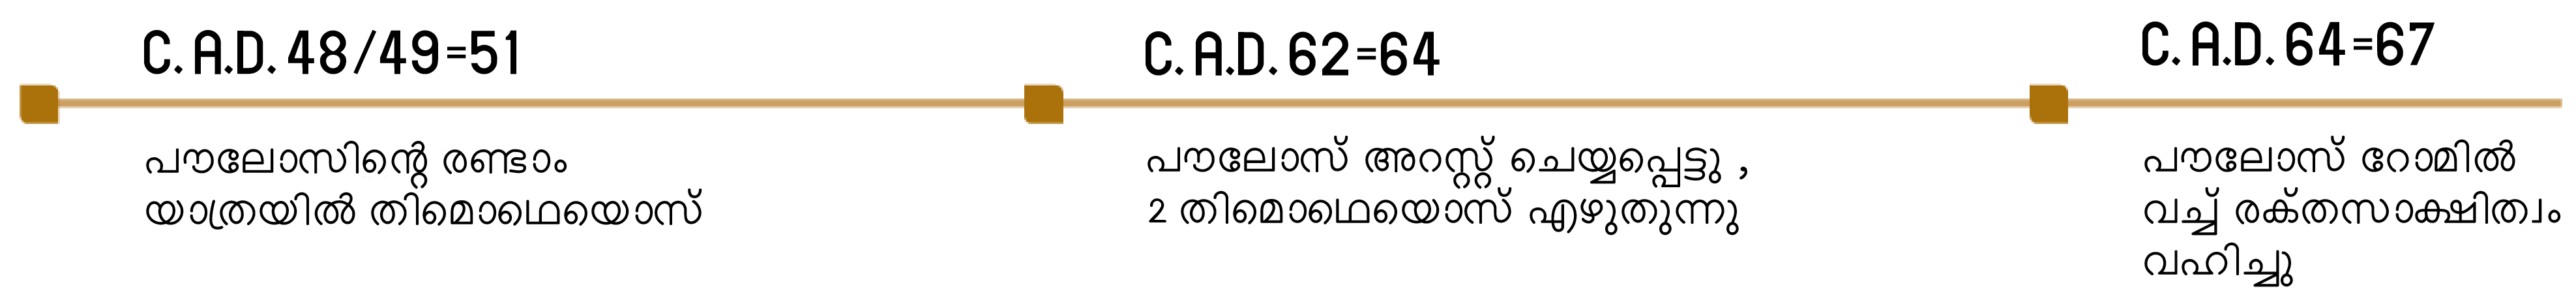 C. A.D. 48/49=51
പൗലോസിന്റെ രണ്ടാം
യാത്രയിൽ തിമൊഥെയൊസ്
C. A.D. 62=64
പൗലോസ് അറസ്റ്റ് ചെയ്യപ്പെട്ടു ,
2 തിമൊഥെയൊസ് എഴുതുന്നു
C. A.D. 64=67
പൗലോസ് റോമിൽ
വച്ച് രക്തസാക്ഷിത്വം
വഹിച്ചു